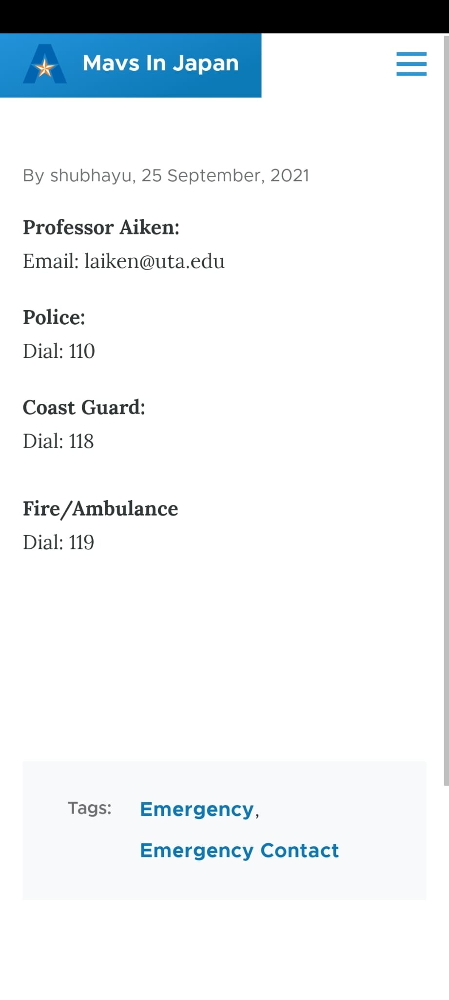 Mavs In Japan
By shubhayu, 25 September, 2021
Professor Aiken:
Email: laiken@uta.edu
Police:
Dial: 110
Coast Guard:
Dial: 118
Fire/Ambulance
Dial: 119
Tags: Emergency,
Emergency Contact